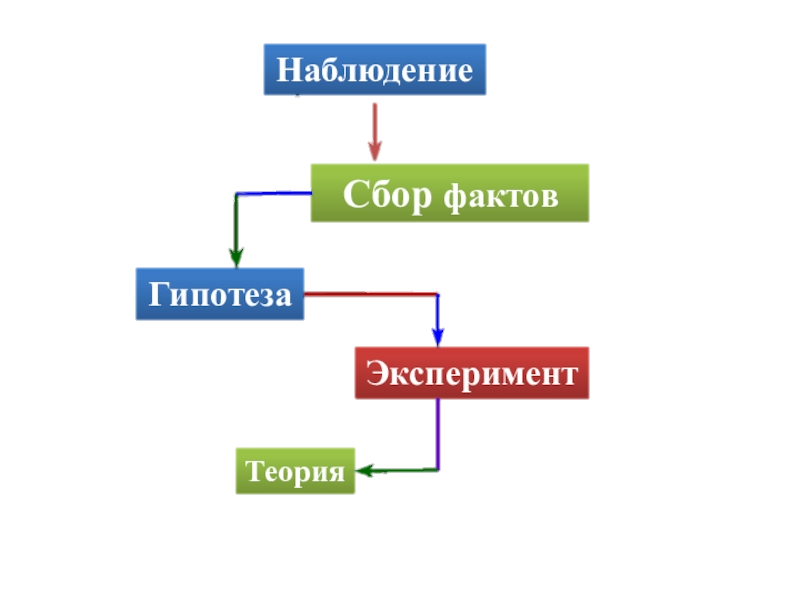 Наблюдение
Сбор фактов
Гипотеза
Эксперимент
Теория